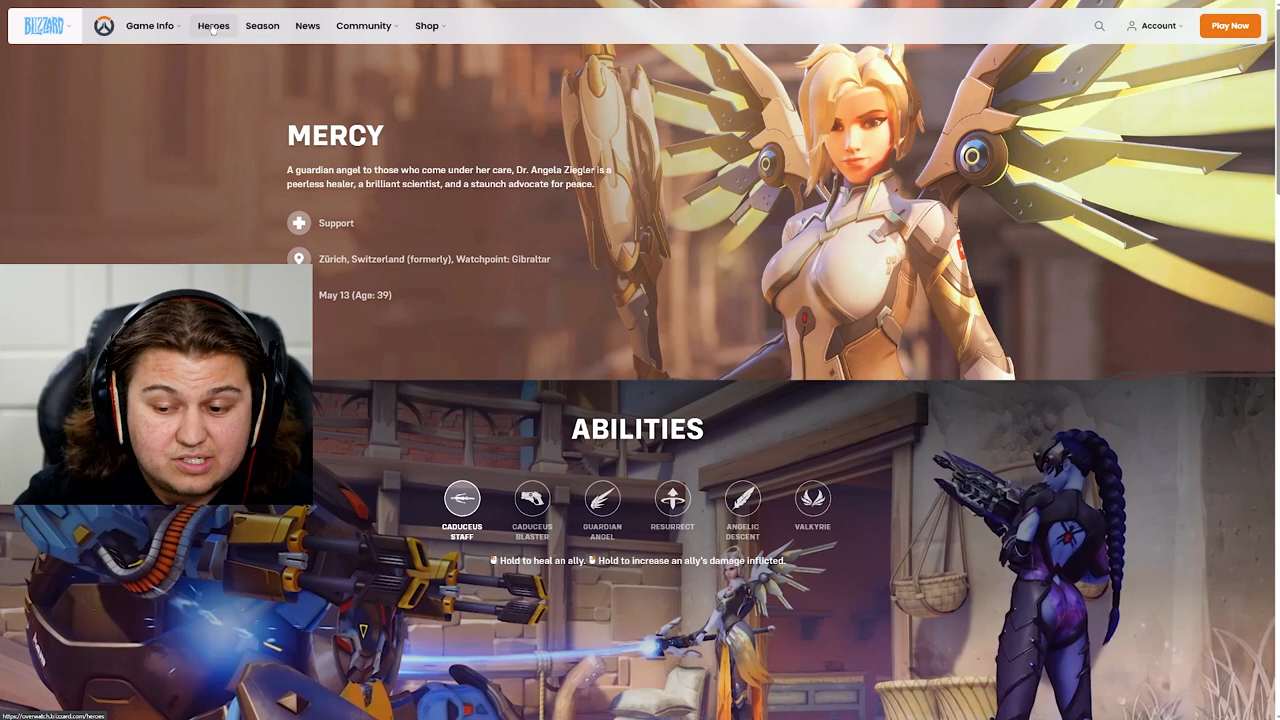 BLIZZARD
Game Info
Heroes
Season
News
Community
Shop
Account
Play Now
MERCY
A guardian angel to those who come under her care, Dr. Angela Ziegler is a
peerless healer, a brilliant scientist, and a staunch advocate for peace.
Support
Zürich, Switzerland (formerly), Watchpoint: Gibraltar
May 13 (Age: 39)
ABILITIES
CADUCEUS
STAFF
CADUCEUS
BLASTER
GUARDIAN
ANGEL
RESURRECT
ANGELIC
DESCENT
VALKYRIE
Hold to heal an ally. Hold to increase an ally's damage inflicted.
https://overwatch.blizzard.com/heroes